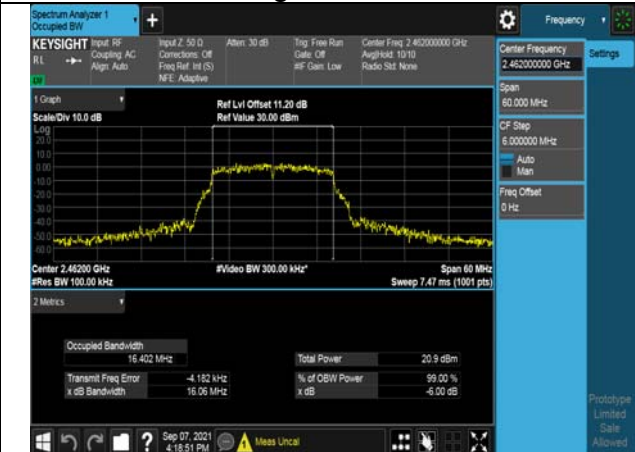 Spectrum Analyzer 1
Occupied BW
+
Frequency
KEYSIGHT
Input: RF
Coupling: AC
Align: Auto
Input Z: 50 Ω
Corrections: Off
Freq Ref: Int (S)
NFE: Adaptive
Atten: 30 dB
Trig: Free Run
Gate: Off
#IF Gain: Low
Center Freq: 2.462000000 GHz
Avg|Hold: 10/10
Radio Std: None
RL
Center Frequency
2.462000000 GHz
Settings
Span
60.000 MHz
CF Step
6.000000 MHz
Auto
Man
Freq Offset
0 Hz
1 Graph
Scale/Div 10.0 dB
Ref Lvl Offset 11.20 dB
Ref Value 30.00 dBm
Log
20.0
10.0
0.00
-10.0
-20.0
-30.0
-40.0
-50.0
-60.0
Center 2.46200 GHz
#Res BW 100.00 kHz
#Video BW 300.00 kHz*
Span 60 MHz
Sweep 7.47 ms (1001 pts)
2 Metrics
Occupied Bandwidth
16.402 MHz
Total Power 20.9 dBm
Transmit Freq Error -4.182 kHz
% of OBW Power 99.00 %
x dB Bandwidth 16.06 MHz
x dB -6.00 dB
Prototype
Limited
Sale
Allowed
?
Sep 07, 2021
4:18:51 PM
Meas Uncal